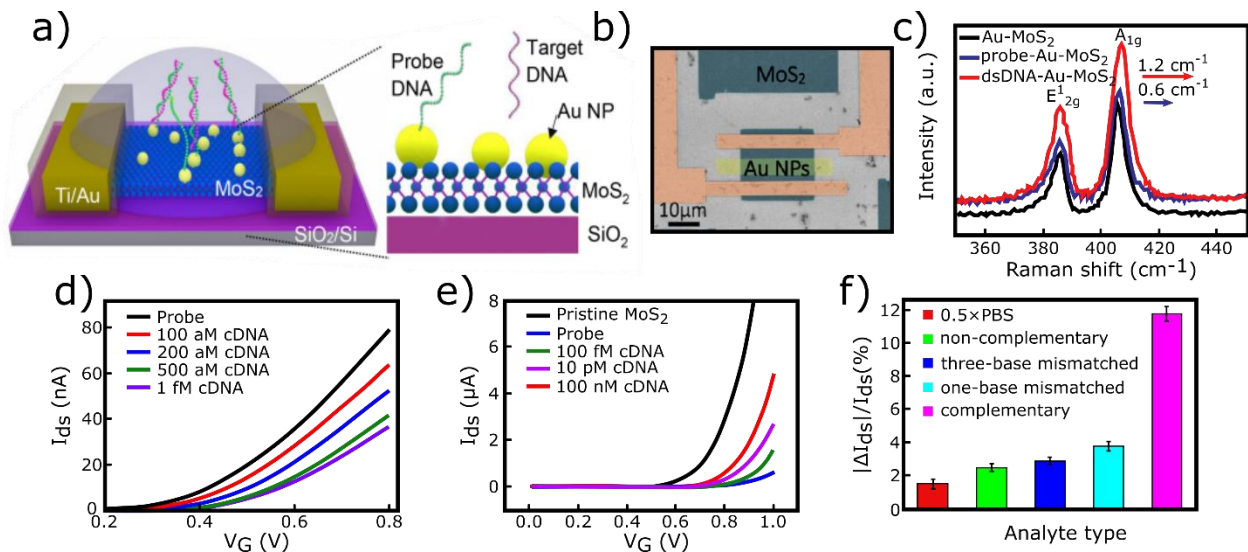 a)
Probe
DNA
Target
DNA
Au NP
Ti/Au
MoS₂
SiO₂/Si
MoS₂
SiO₂
b)
MoS₂
Au NPs
10μm
c)
Intensity (a.u.)
Au-MoS₂
probe-Au-MoS₂
dsDNA-Au-MoS₂
E¹₂g
A₁g
1.2 cm⁻¹
0.6 cm⁻¹
350 380 400 420 440
Raman shift (cm⁻¹)
d)
Ids (nA)
80
60
40
20
0
Probe
100 aM cDNA
200 aM cDNA
500 aM cDNA
1 fM cDNA
0.2 0.4 0.6 0.8
VG (V)
e)
Ids (μA)
8
6
4
2
0
Pristine MoS₂
Probe
100 fM cDNA
10 pM cDNA
100 nM cDNA
0.0 0.2 0.4 0.6 0.8 1.0
VG (V)
f)
|ΔIds|/Ids(%)
12
10
8
6
4
2
0
0.5×PBS
non-complementary
three-base mismatched
one-base mismatched
complementary
Analyte type